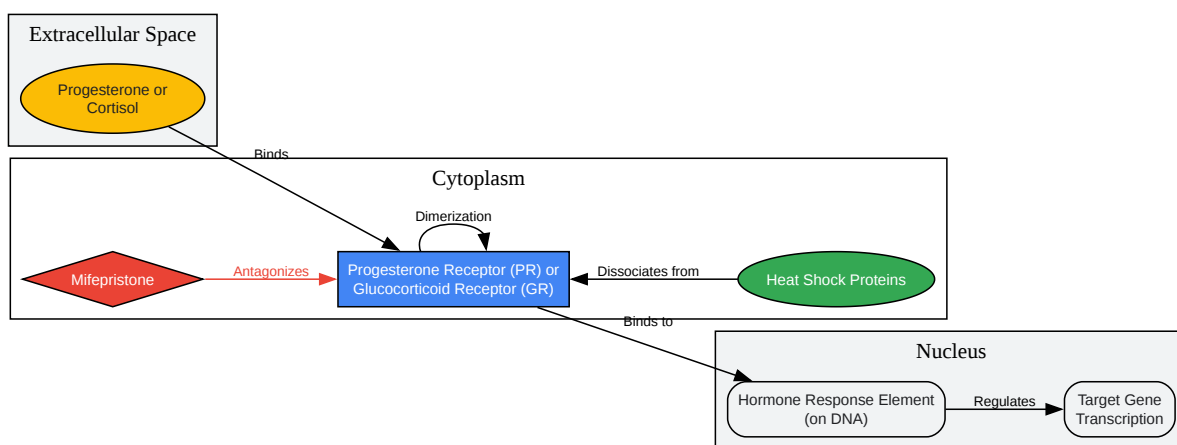 Extracellular Space
Progesterone or
Cortisol
Binds
Cytoplasm
Dimerization
Mifepristone
Antagonizes
Progesterone Receptor (PR) or
Glucocorticoid Receptor (GR)
Dissociates from
Heat Shock Proteins
Binds to
Nucleus
Hormone Response Element
(on DNA)
Regulates
Target Gene
Transcription